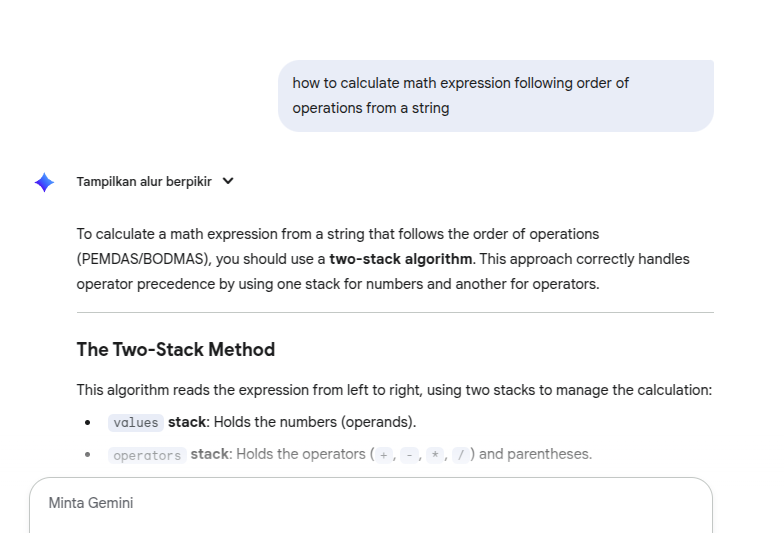 how to calculate math expression following order of
operations from a string
Tampilkan alur berpikir
To calculate a math expression from a string that follows the order of operations
(PEMDAS/BODMAS), you should use a two-stack algorithm. This approach correctly handles
operator precedence by using one stack for numbers and another for operators.
The Two-Stack Method
This algorithm reads the expression from left to right, using two stacks to manage the calculation:
• values stack: Holds the numbers (operands).
• operators stack: Holds the operators ( + , - , * , / ) and parentheses.
Minta Gemini